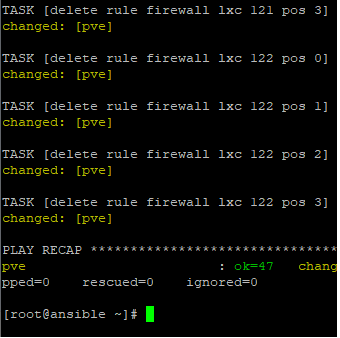 TASK [delete rule firewall lxc 121 pos 3]
changed: [pve]
TASK [delete rule firewall lxc 122 pos 0]
changed: [pve]
TASK [delete rule firewall lxc 122 pos 1]
changed: [pve]
TASK [delete rule firewall lxc 122 pos 2]
changed: [pve]
TASK [delete rule firewall lxc 122 pos 3]
changed: [pve]
PLAY RECAP *******************************
pve : ok=47 chang
pped=0 rescued=0 ignored=0
[root@ansible ~]#